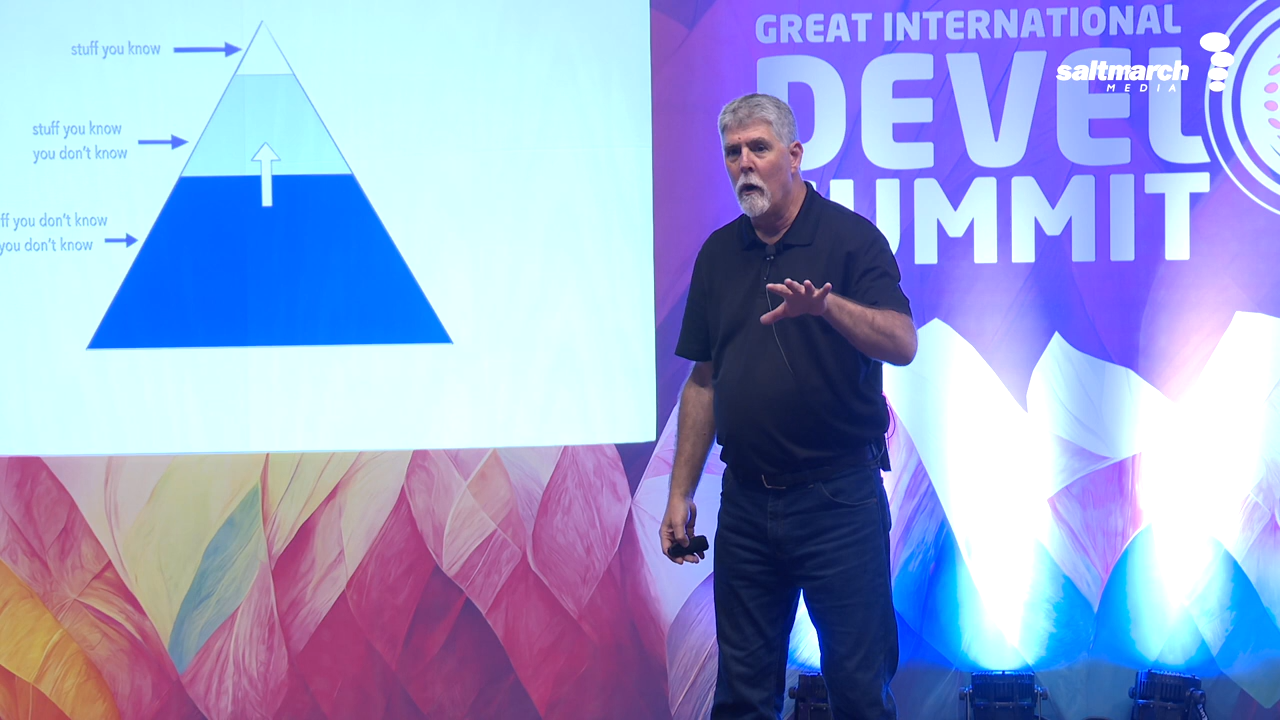 stuff you know
stuff you know
you don't know
ff you don't know
you don't know
GREAT INTERNATIONAL
DEVEL
SUMMIT
saltmarch
MEDIA